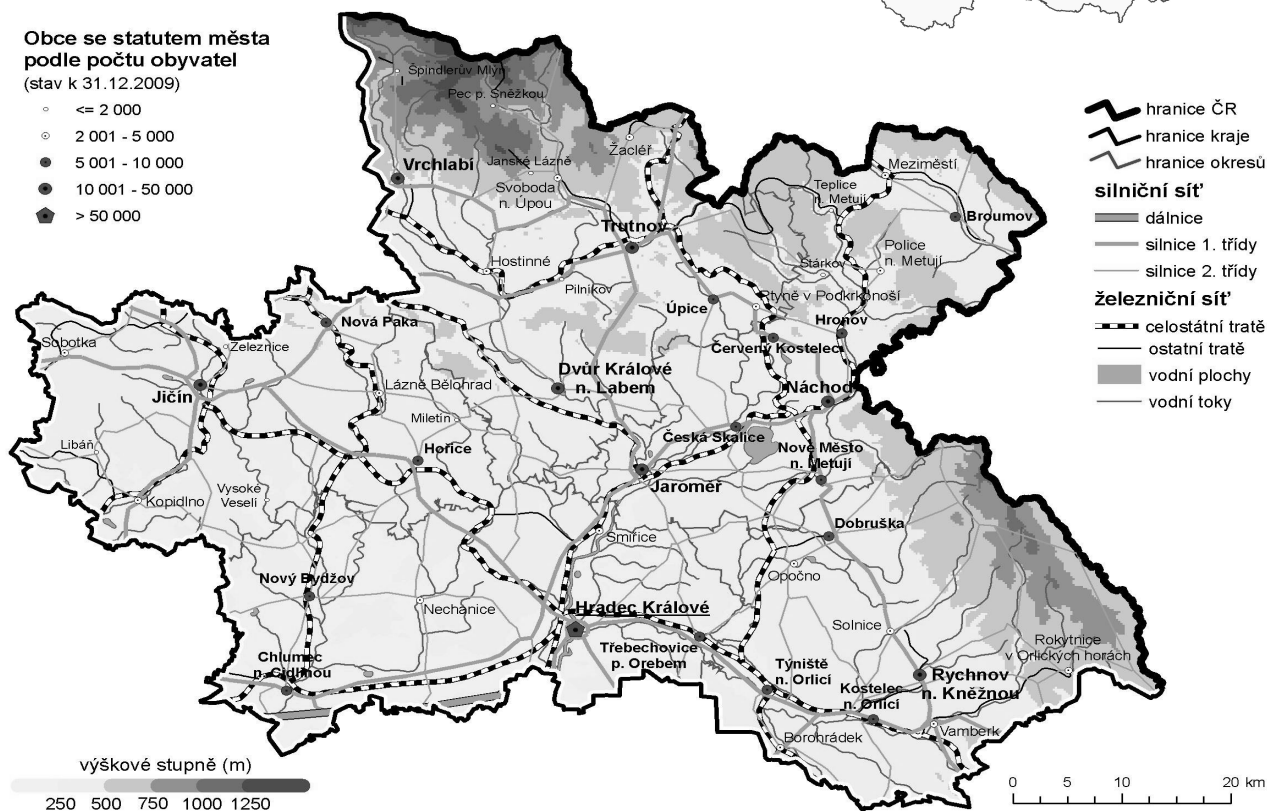 Obce se statutem města
podle počtu obyvatel
(stav k 31.12.2009)
<= 2 000
2 001 - 5 000
5 001 - 10 000
10 001 - 50 000
> 50 000
hranice ČR
hranice kraje
hranice okresů
silniční síť
dálnice
silnice 1. třídy
silnice 2. třídy
železniční síť
celostátní tratě
ostatní tratě
vodní plochy
vodní toky
Špindlerův Mlýn
Pec p. Sněžkou
Žacléř
Vrchlabí
Janské Lázně
Svoboda
n. Úpou
Meziměstí
Teplice
n. Metují
Broumov
Trutnov
Police
n. Metují
Hostinné
Stárkov
Pilníkov
Rtyně v Podkrkonoší
Úpice
Hronov
Nová Paka
Sobotka
Železnice
Červený Kostelec
Dvůr Králové
n. Labem
Lázně Bělohrad
Náchod
Jičín
Miletín
Česká Skalice
Libáň
Hořice
Nové Město
n. Metují
Jaroměř
Vysoké
Veselí
Kopidlno
Dobruška
Smiřice
Opočno
Nový Bydžov
Nechanice
Hradec Králové
Solnice
Třebechovice
p. Orebem
Rokytnice
v Orlických horách
Chlumec
n. Cidlinou
Týniště
n. Orlicí
Rychnov
n. Kněžnou
Kostelec
n. Orlicí
Vamberk
Borohrádek
výškové stupně (m)
250 500 750 1000 1250
0 5 10 20 km